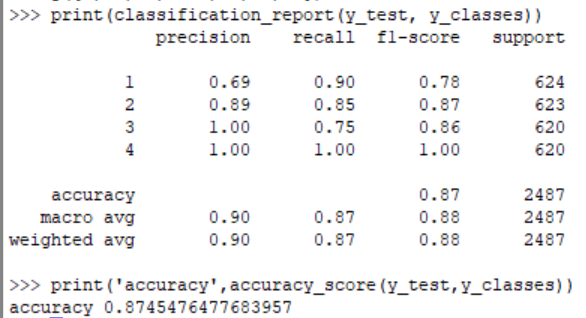 >>> print(classification_report(y_test, y_classes))
precision recall f1-score support
1 0.69 0.90 0.78 624
2 0.89 0.85 0.87 623
3 1.00 0.75 0.86 620
4 1.00 1.00 1.00 620
accuracy 0.87 2487
macro avg 0.90 0.87 0.88 2487
weighted avg 0.90 0.87 0.88 2487
>>> print('accuracy',accuracy_score(y_test,y_classes))
accuracy 0.8745476477683957